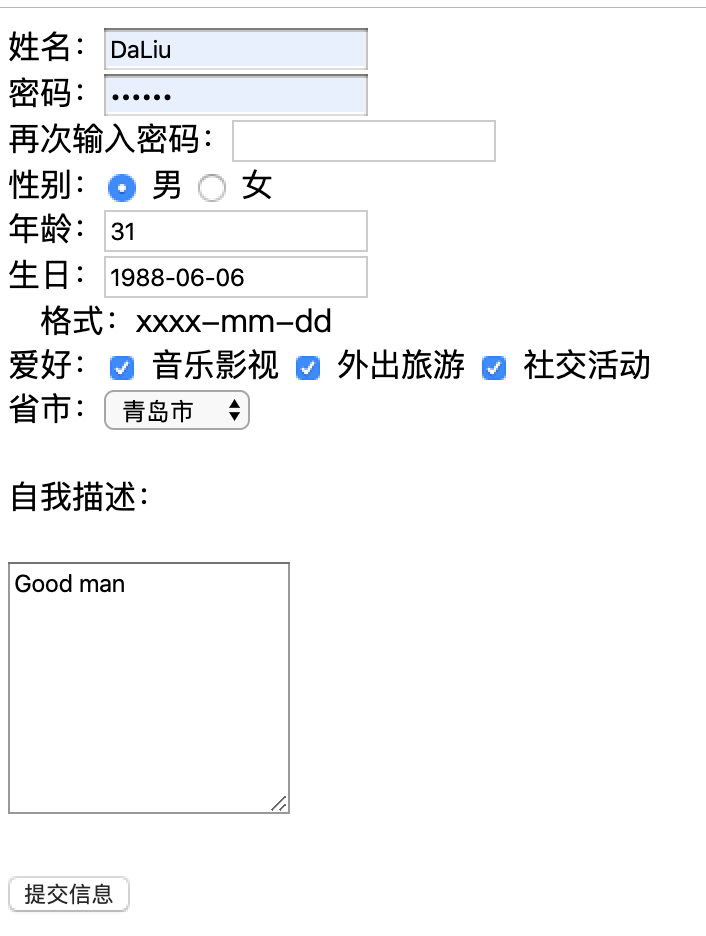 姓名：DaLiu
密码：••••••
再次输入密码：
性别： 男 女
年龄：31
生日：1988-06-06
格式：xxxx-mm-dd
爱好： 音乐影视 外出旅游 社交活动
省市：青岛市
自我描述：
Good man
提交信息